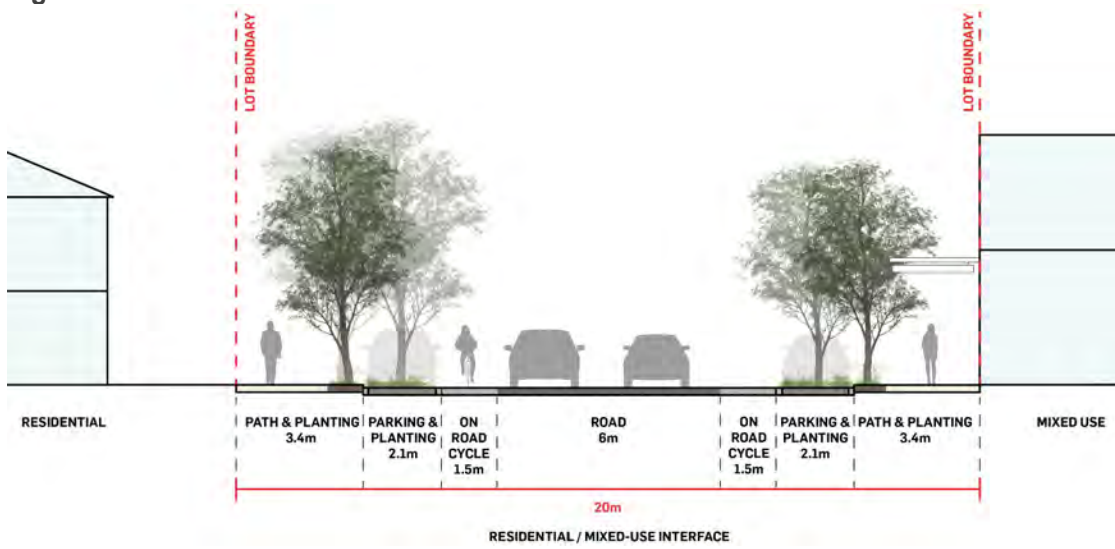 LOT BOUNDARY
LOT BOUNDARY
RESIDENTIAL
PATH & PLANTING
3.4m
PARKING &
PLANTING
2.1m
ON
ROAD
CYCLE
1.5m
ROAD
6m
ON
ROAD
CYCLE
1.5m
PARKING &
PLANTING
2.1m
PATH & PLANTING
3.4m
MIXED USE
20m
RESIDENTIAL / MIXED-USE INTERFACE